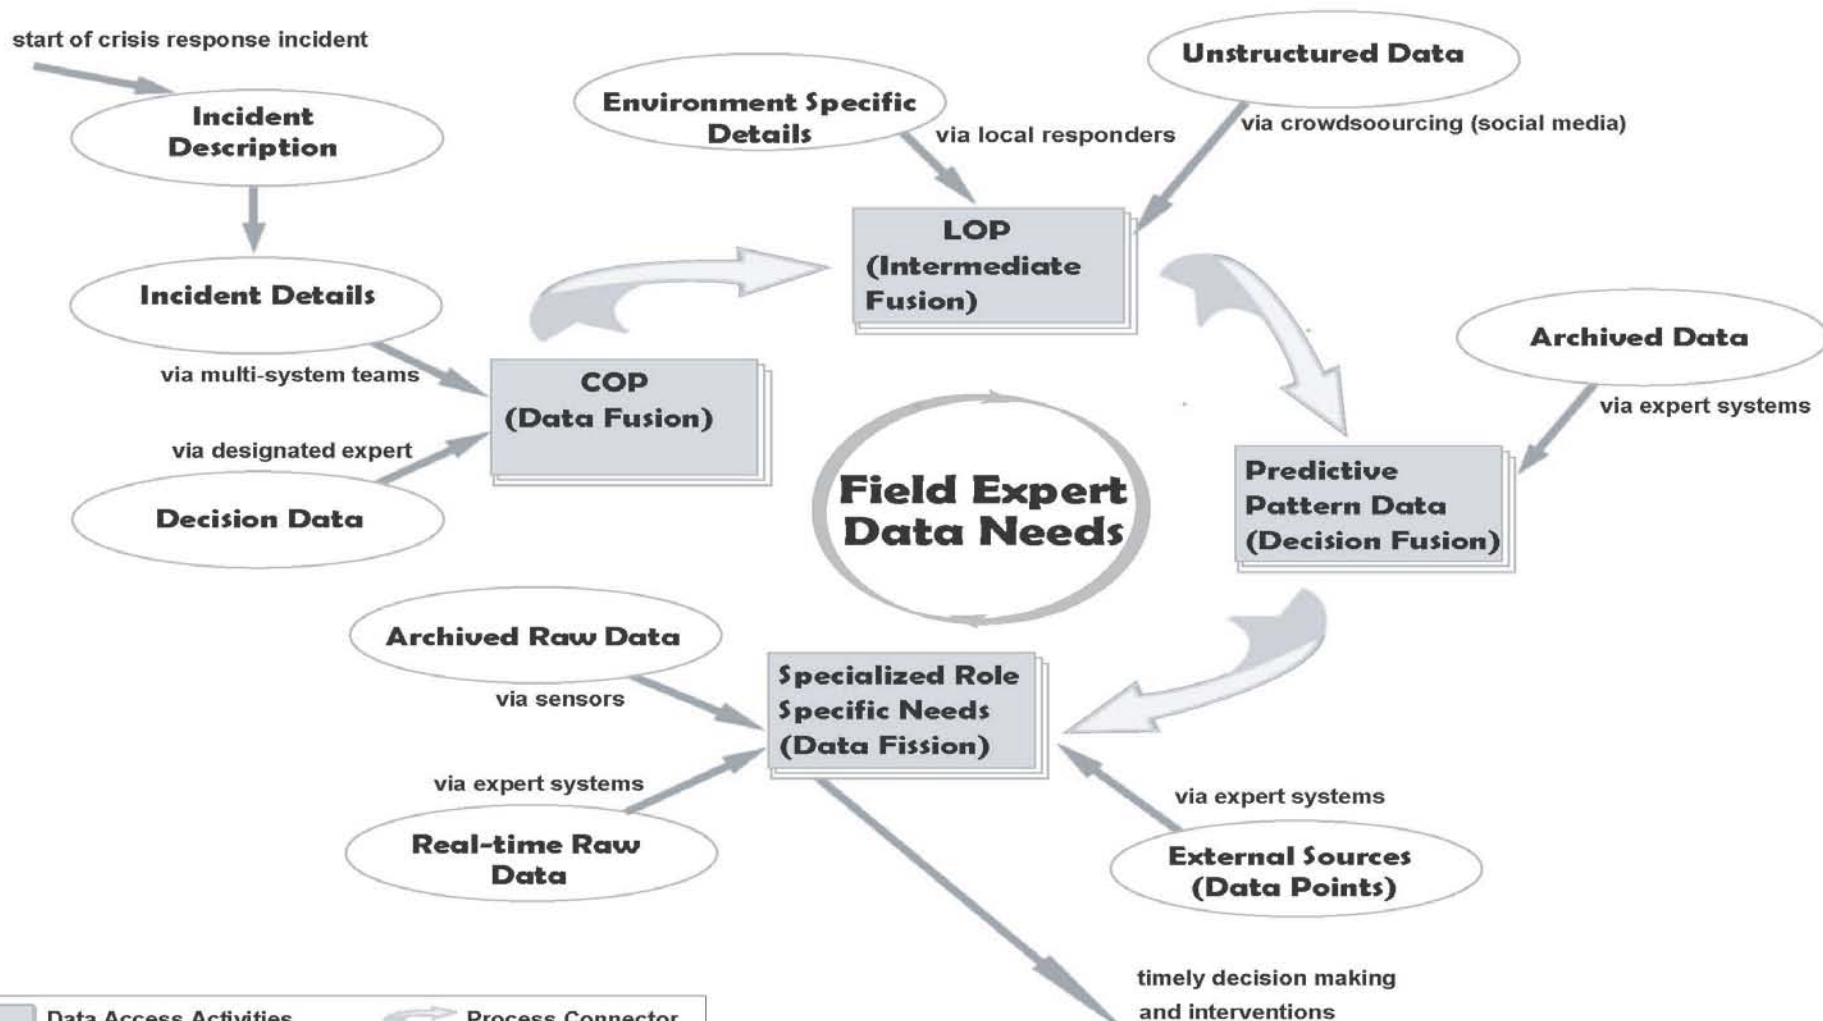 start of crisis response incident
Incident
Description
Incident Details
via multi-system teams
via designated expert
Decision Data
COP
(Data Fusion)
Environment Specific
Details
via local responders
Unstructured Data
via crowdsoourcing (social media)
LOP
(Intermediate
Fusion)
Archived Data
via expert systems
Predictive
Pattern Data
(Decision Fusion)
Field Expert
Data Needs
Archived Raw Data
via sensors
via expert systems
Real-time Raw
Data
Specialized Role
Specific Needs
(Data Fission)
via expert systems
External Sources
(Data Points)
timely decision making
and interventions
Data Access Activities
Process Connector